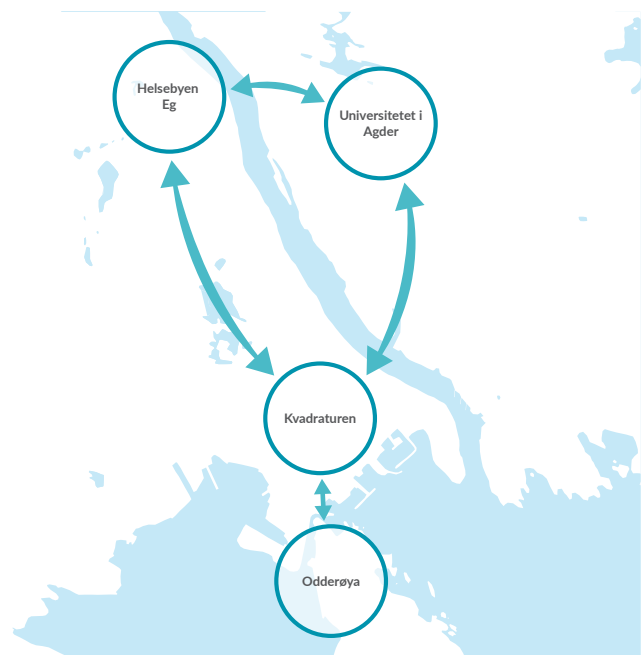 Helsebyen
Eg
Universitetet i
Agder
Kvadraturen
Odderøya